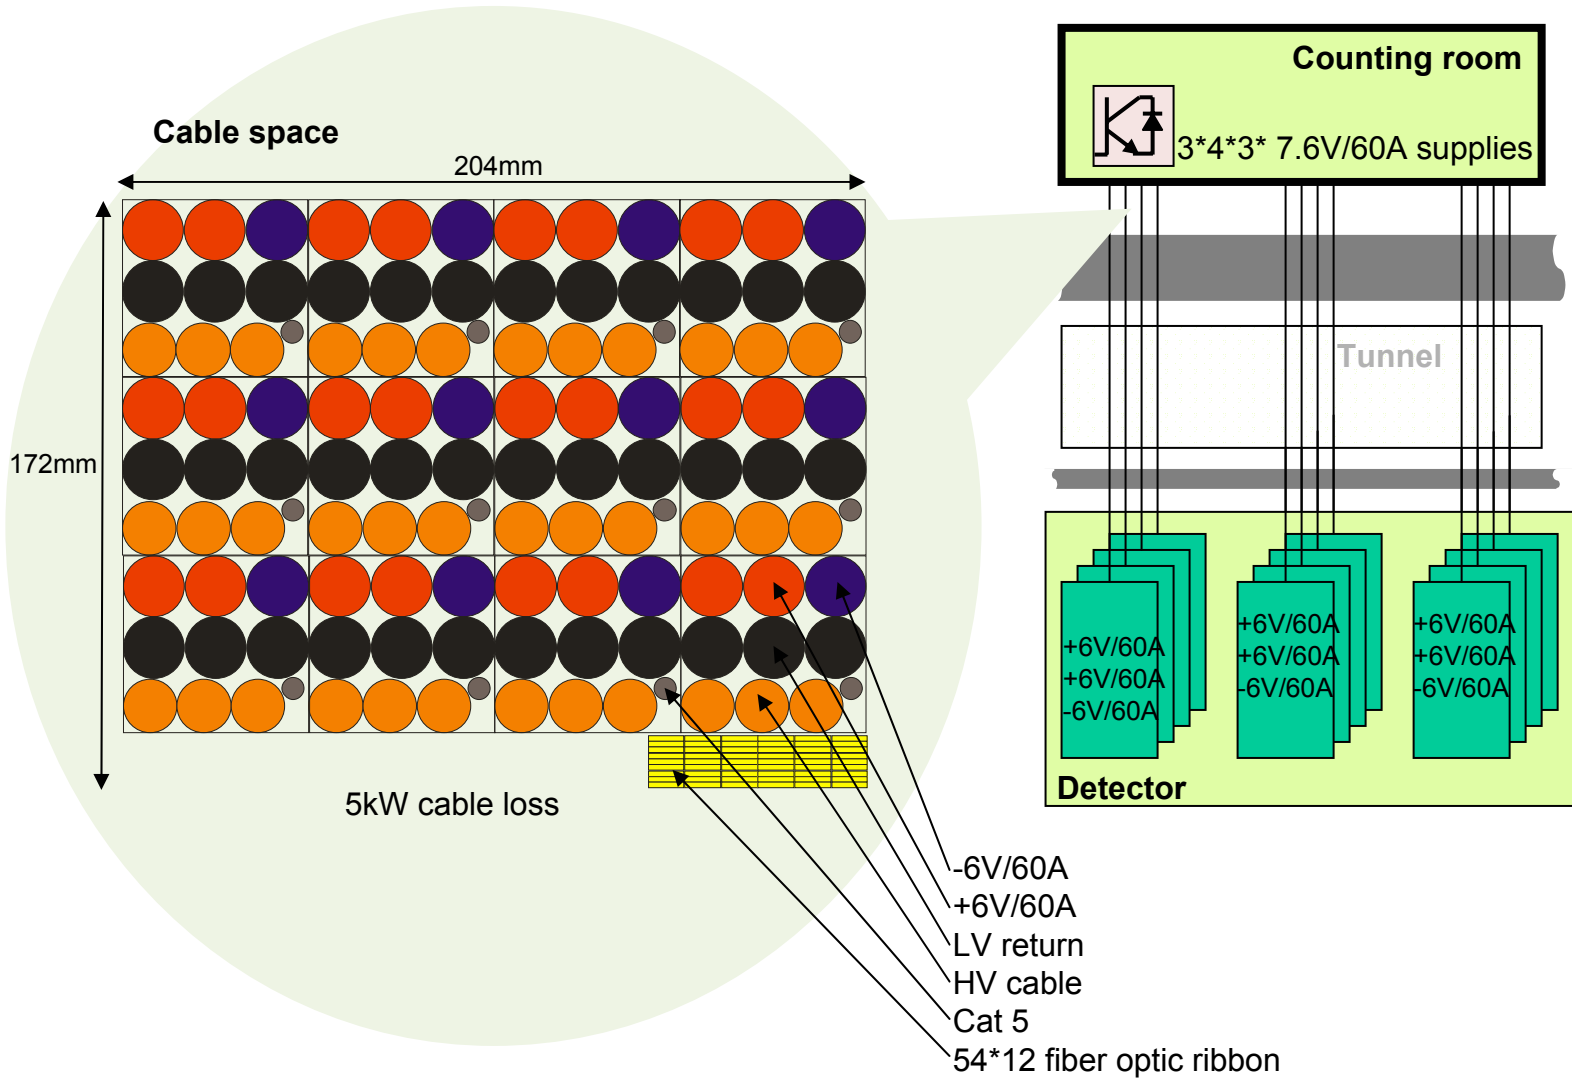 Cable space
204mm
172mm
5kW cable loss
Counting room
3*4*3* 7.6V/60A supplies
Tunnel
+6V/60A
+6V/60A
-6V/60A
+6V/60A
+6V/60A
-6V/60A
+6V/60A
+6V/60A
-6V/60A
Detector
-6V/60A
+6V/60A
LV return
HV cable
Cat 5
54*12 fiber optic ribbon